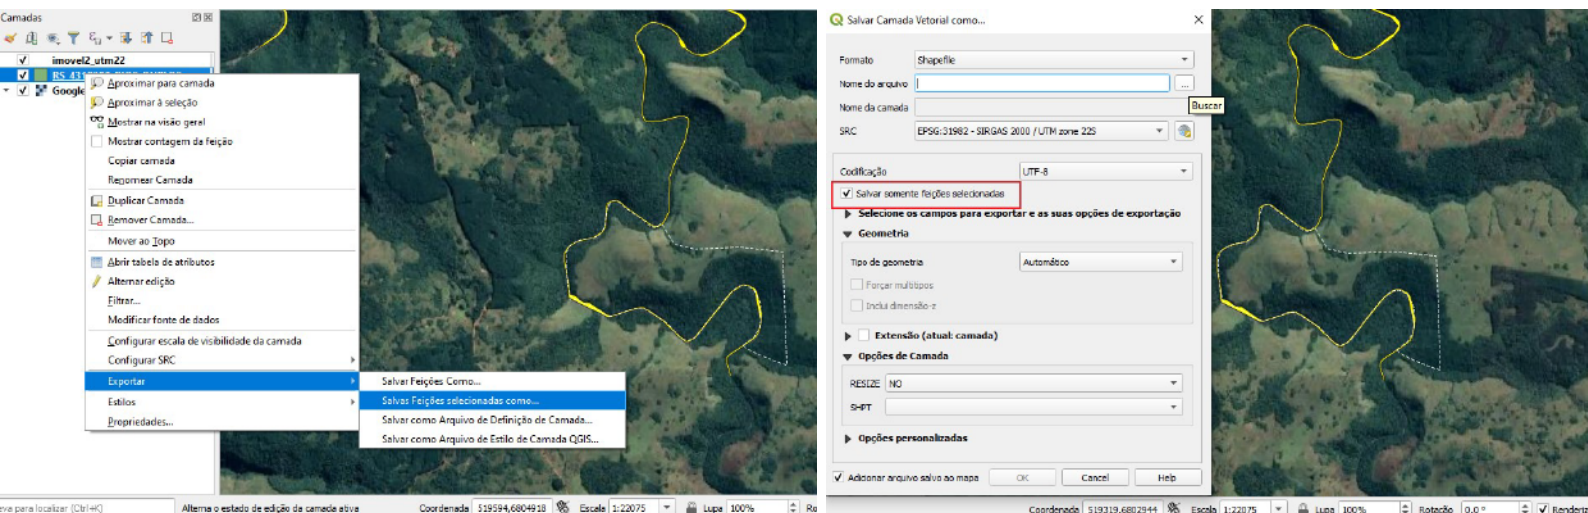 Camadas
imovel2_utm22
Google
Aproximar para camada
Aproximar à seleção
Mostrar na visão geral
Mostrar contagem da feição
Copiar camada
Renomear Camada
Duplicar Camada
Remover Camada...
Mover ao Topo
Abrir tabela de atributos
Alternar edição
Filtrar...
Modificar fonte de dados
Configurar escala de visibilidade da camada
Configurar SRC
Exportar
Estilos
Propriedades...
Salvar Feições Como...
Salvas Feições selecionadas como...
Salvar como Arquivo de Definição de Camada...
Salvar como Arquivo de Estilo de Camada QGIS...
para localizar (Ctrl+K)
Alterna o estado de edição da camada ativa
Coordenada 519594,6804918
Escala 1:22075
Lupa 100%
Salvar Camada Vetorial como...
Formato Shapefile
Nome do arquivo ...
Buscar
Nome da camada
SRC EPSG:31982 - SIRGAS 2000 / UTM zone 22S
Codificação UTF-8
Salvar somente feições selecionadas
Selecione os campos para exportar e as suas opções de exportação
Geometria
Tipo de geometria Automático
Forçar multitipos
Inclui dimensão-z
Extensão (atual: camada)
Opções de Camada
RESIZE NO
SHPT
Opções personalizadas
Adicionar arquivo salvo ao mapa OK Cancel Help
Coordenada 519319,6802944
Escala 1:22075
Lupa 100%
Rotação 0,0 °
Renderiz